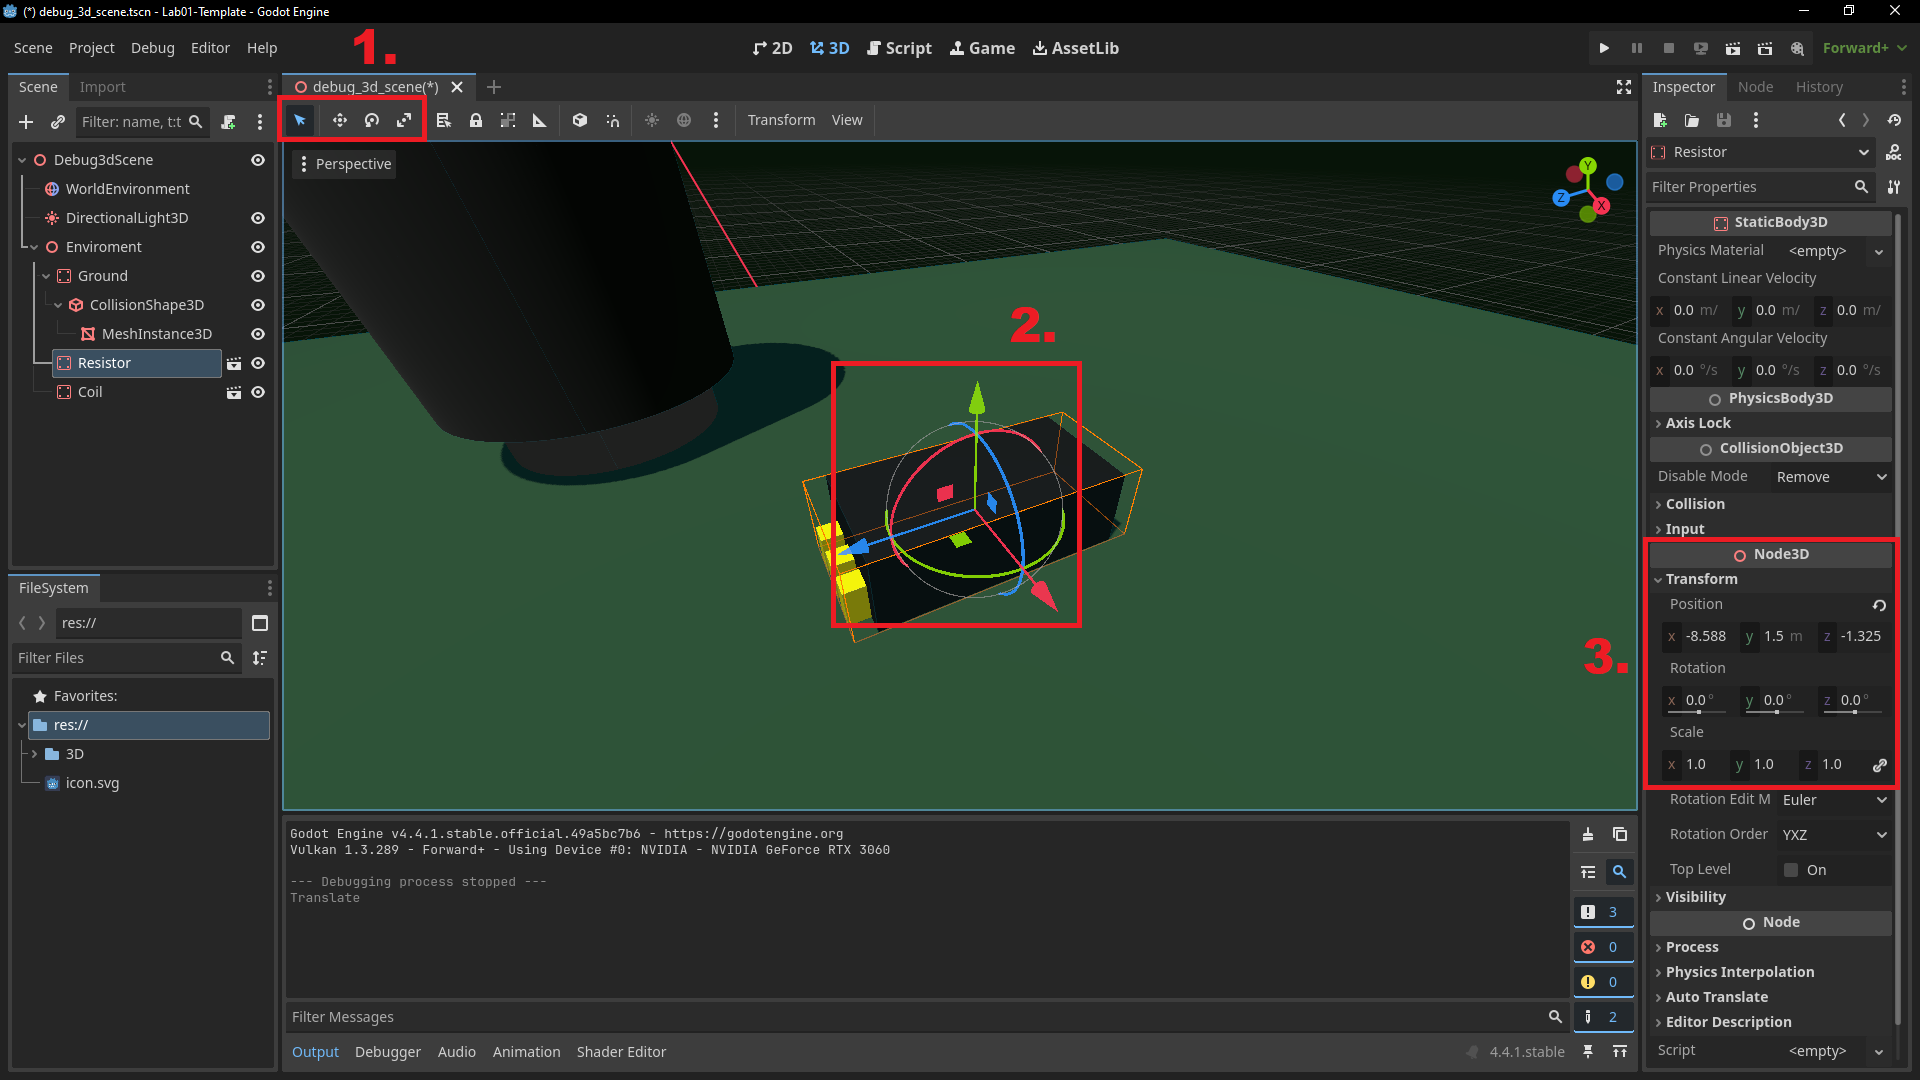 (*) debug_3d_scene.tscn - Lab01-Template - Godot Engine
Scene Project Debug Editor Help
1.
2D 3D Script Game AssetLib
Forward+
Scene Import
Filter: name, t:t
Debug3dScene
WorldEnvironment
DirectionalLight3D
Enviroment
Ground
CollisionShape3D
MeshInstance3D
Resistor
Coil
FileSystem
res://
Filter Files
Favorites:
res://
3D
icon.svg
debug_3d_scene(*)
Transform View
Perspective
Y
Z
X
2.
3.
Godot Engine v4.4.1.stable.official.49a5bc7b6 - https://godotengine.org
Vulkan 1.3.289 - Forward+ - Using Device #0: NVIDIA - NVIDIA GeForce RTX 3060
--- Debugging process stopped ---
Translate
3
0
0
2
Filter Messages
Output Debugger Audio Animation Shader Editor
4.4.1.stable
Inspector Node History
Resistor
DOC
Filter Properties
StaticBody3D
Physics Material <empty>
Constant Linear Velocity
x 0.0 m/ y 0.0 m/ z 0.0 m/
Constant Angular Velocity
x 0.0 °/s y 0.0 °/s z 0.0 °/s
PhysicsBody3D
Axis Lock
CollisionObject3D
Disable Mode Remove
Collision
Input
Node3D
Transform
Position
x -8.588 y 1.5 m z -1.325
Rotation
x 0.0 ° y 0.0 ° z 0.0 °
Scale
x 1.0 y 1.0 z 1.0
Rotation Edit M Euler
Rotation Order YXZ
Top Level On
Visibility
Node
Process
Physics Interpolation
Auto Translate
Editor Description
Script <empty>